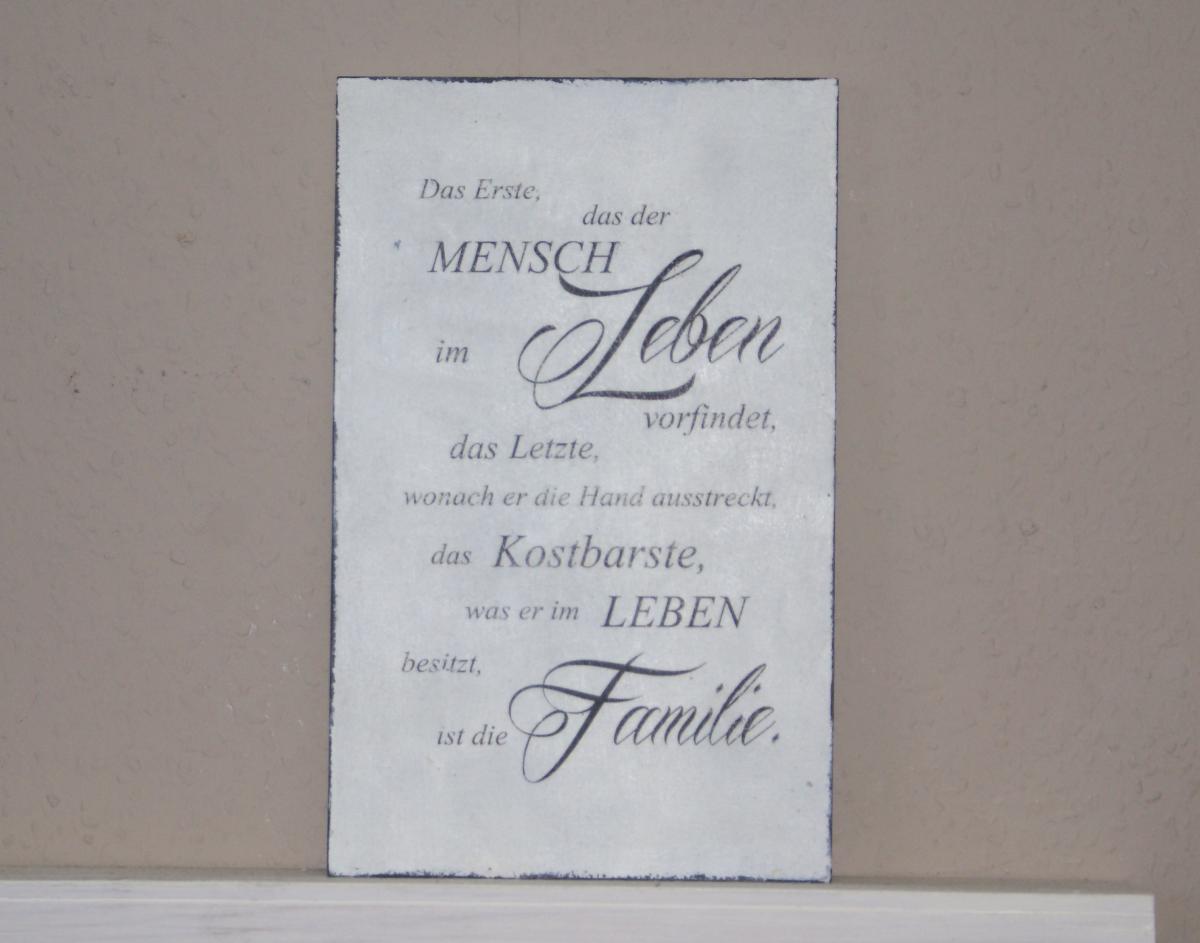 Das Erste,
das der
MENSCH
im Leben
vorfindet,
das Letzte,
wonach er die Hand ausstreckt,
das Kostbarste,
was er im LEBEN
besitzt,
ist die Familie.